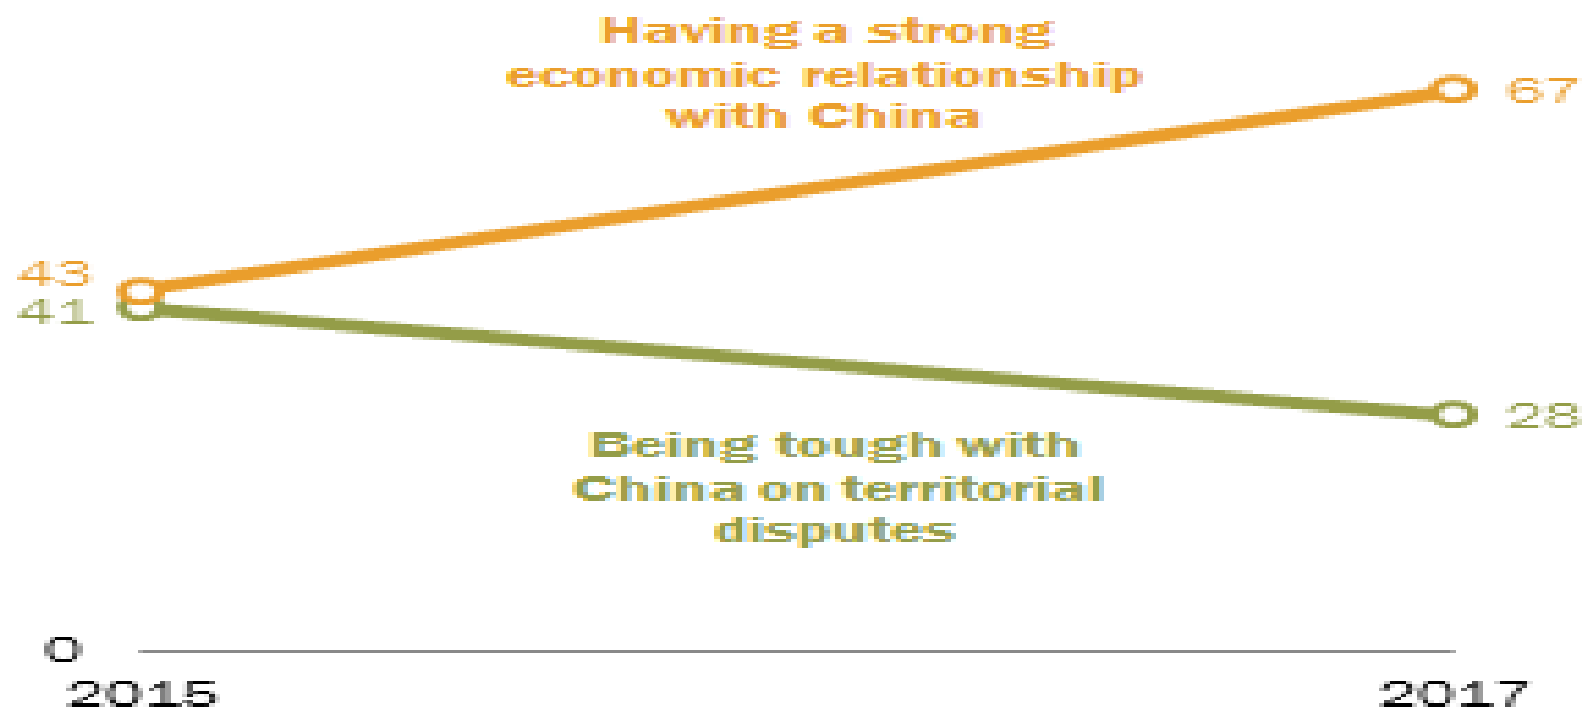 Having a strong
economic relationship
with China
67
43
41
28
Being tough with
China on territorial
disputes
0
2015
2017